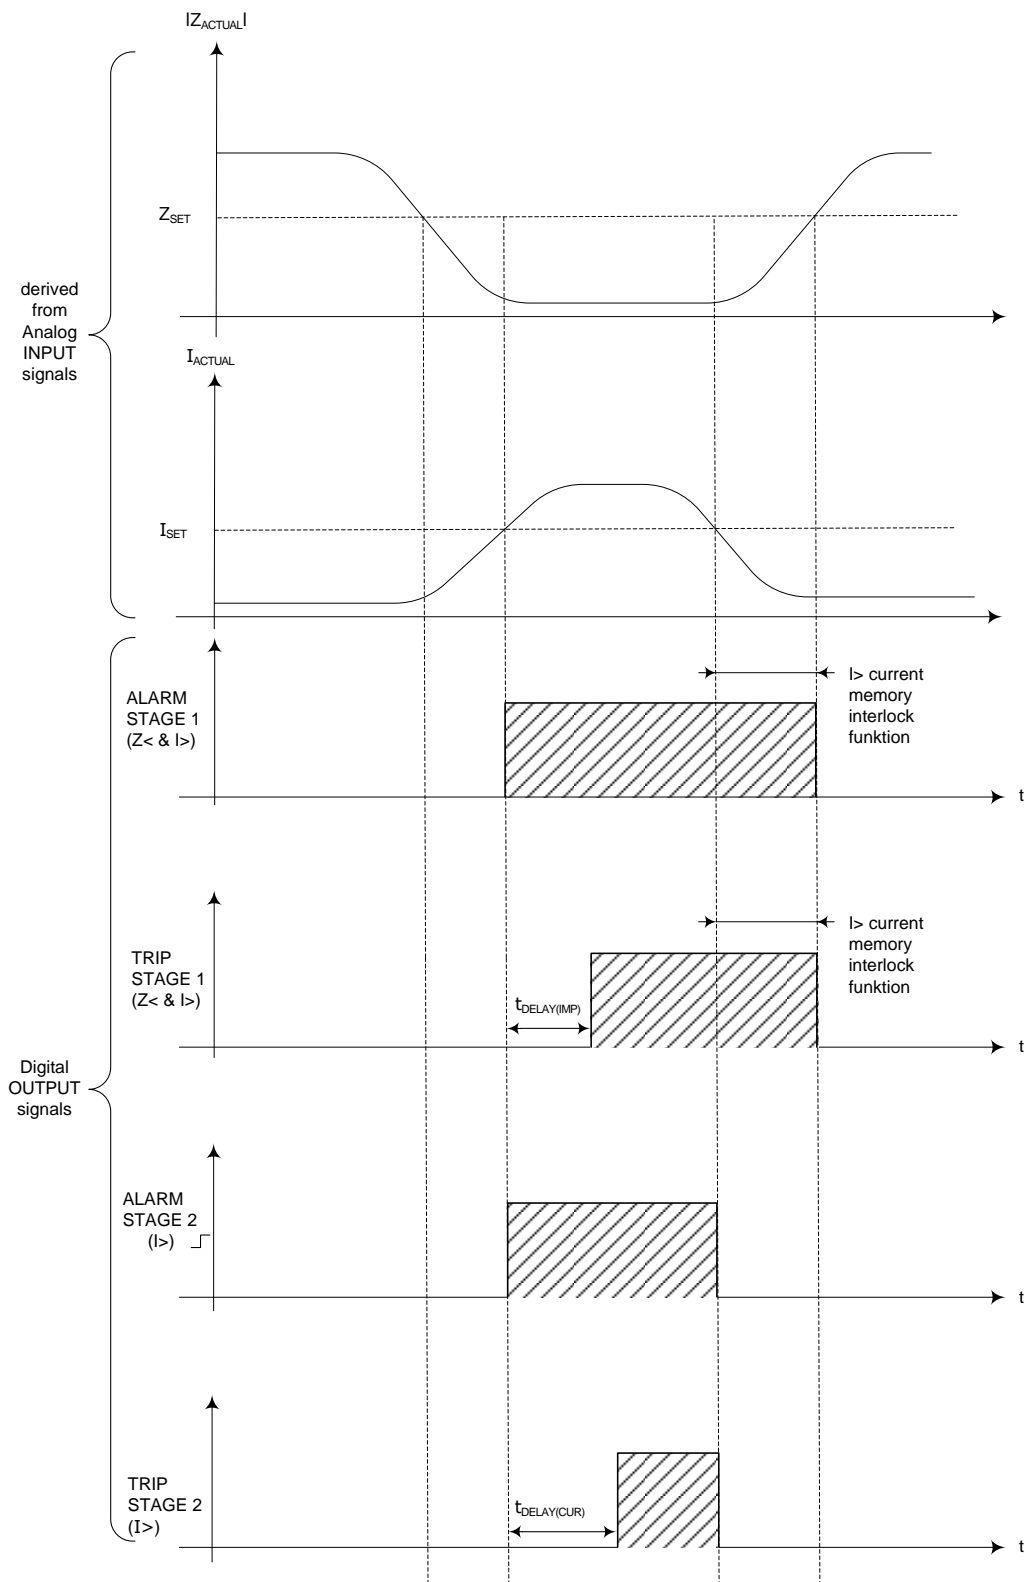 IZACTUALI
ZSET
derived
from
Analog
INPUT
signals
IACTUAL
ISET
ALARM
STAGE 1
(Z< & I>)
I> current
memory
interlock
funktion
t
TRIP
STAGE 1
(Z< & I>)
tDELAY(IMP)
I> current
memory
interlock
funktion
t
Digital
OUTPUT
signals
ALARM
STAGE 2
(I>)
t
TRIP
STAGE 2
(I>)
tDELAY(CUR)
t